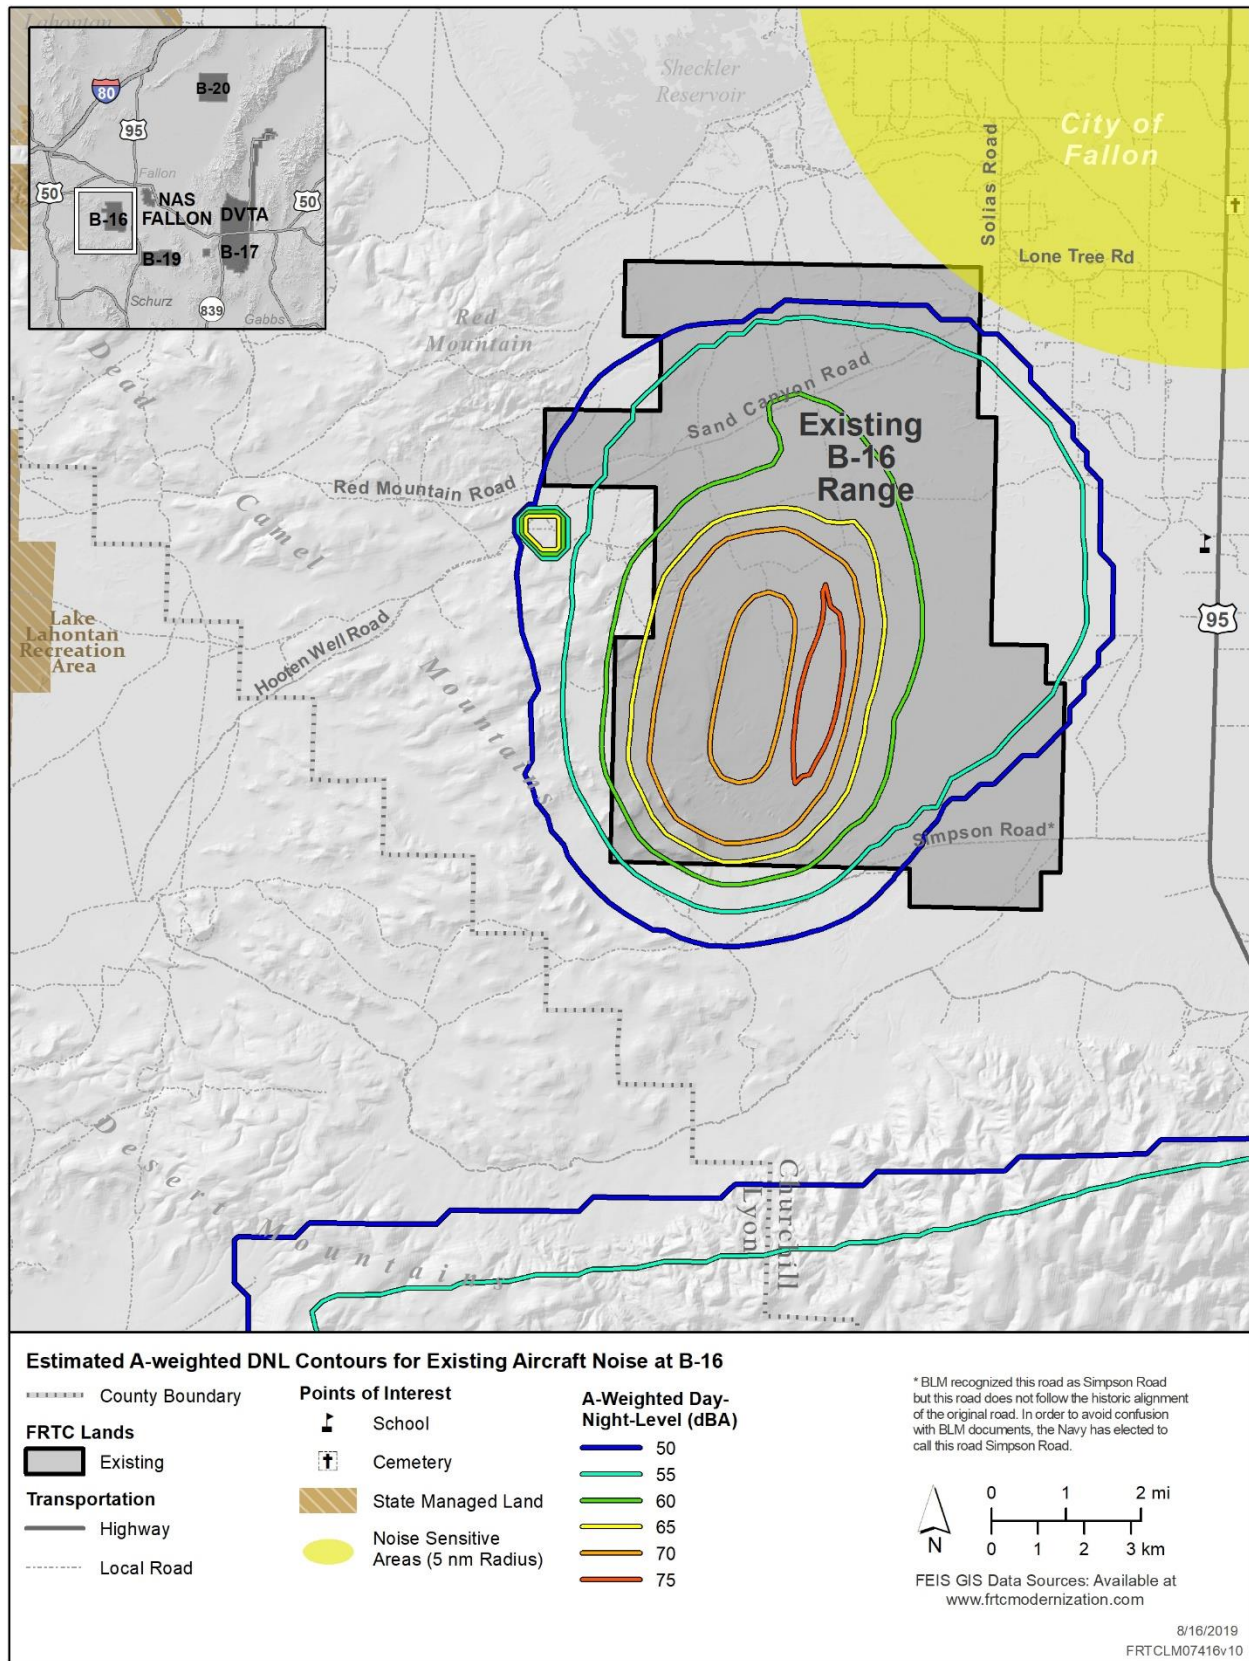 Lahontan
80
95
B-20
Fallon
50
NAS
FALLON
DVTA
50
B-16
B-17
B-19
Schurz
839
Gabbs
Sheckler
Reservoir
City of
Fallon
Solias Road
Lone Tree Rd
Red
Mountain
Sand Canyon Road
Existing
B-16
Range
Red Mountain Road
Dead
Camel
Mountains
Lake
Lahontan
Recreation
Area
Hooten Well Road
95
Simpson Road*
Desert
Mountains
Churchill
Lyon
Estimated A-weighted DNL Contours for Existing Aircraft Noise at B-16
County Boundary
FRTC Lands
Existing
Transportation
Highway
Local Road
Points of Interest
School
Cemetery
State Managed Land
Noise Sensitive
Areas (5 nm Radius)
A-Weighted Day-
Night-Level (dBA)
50
55
60
65
70
75
* BLM recognized this road as Simpson Road
but this road does not follow the historic alignment
of the original road. In order to avoid confusion
with BLM documents, the Navy has elected to
call this road Simpson Road.
N
0 1 2 mi
0 1 2 3 km
FEIS GIS Data Sources: Available at
www.frtcmodernization.com
8/16/2019
FRTCLM07416v10